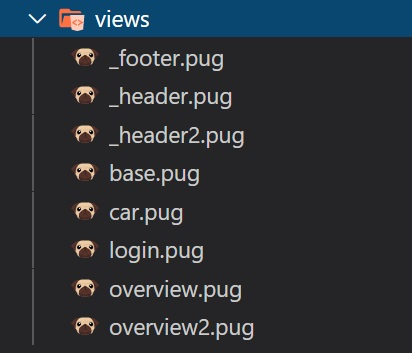 views
_footer.pug
_header.pug
_header2.pug
base.pug
car.pug
login.pug
overview.pug
overview2.pug